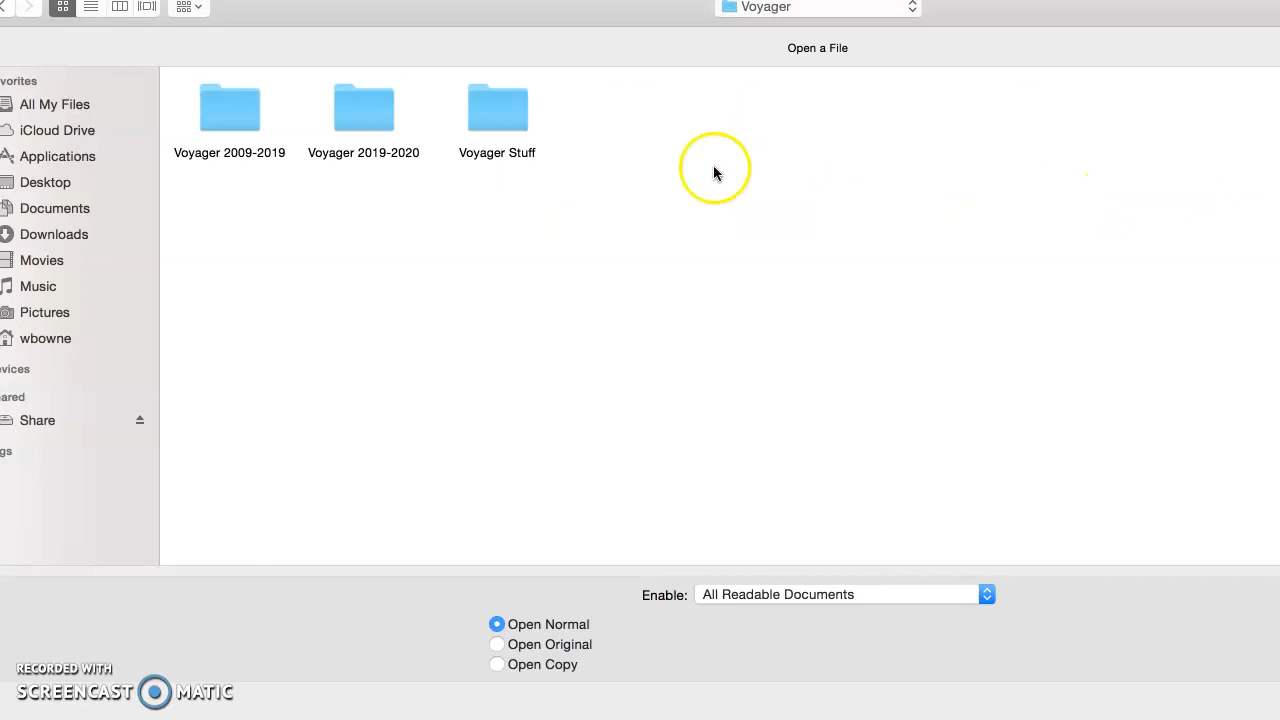 Voyager
Open a File
vorites
All My Files
iCloud Drive
Applications
Desktop
Documents
Downloads
Movies
Music
Pictures
wbowne
evices
ared
Share
gs
Voyager 2009-2019
Voyager 2019-2020
Voyager Stuff
Enable: All Readable Documents
Open Normal
Open Original
Open Copy
RECORDED WITH
SCREENCAST MATIC